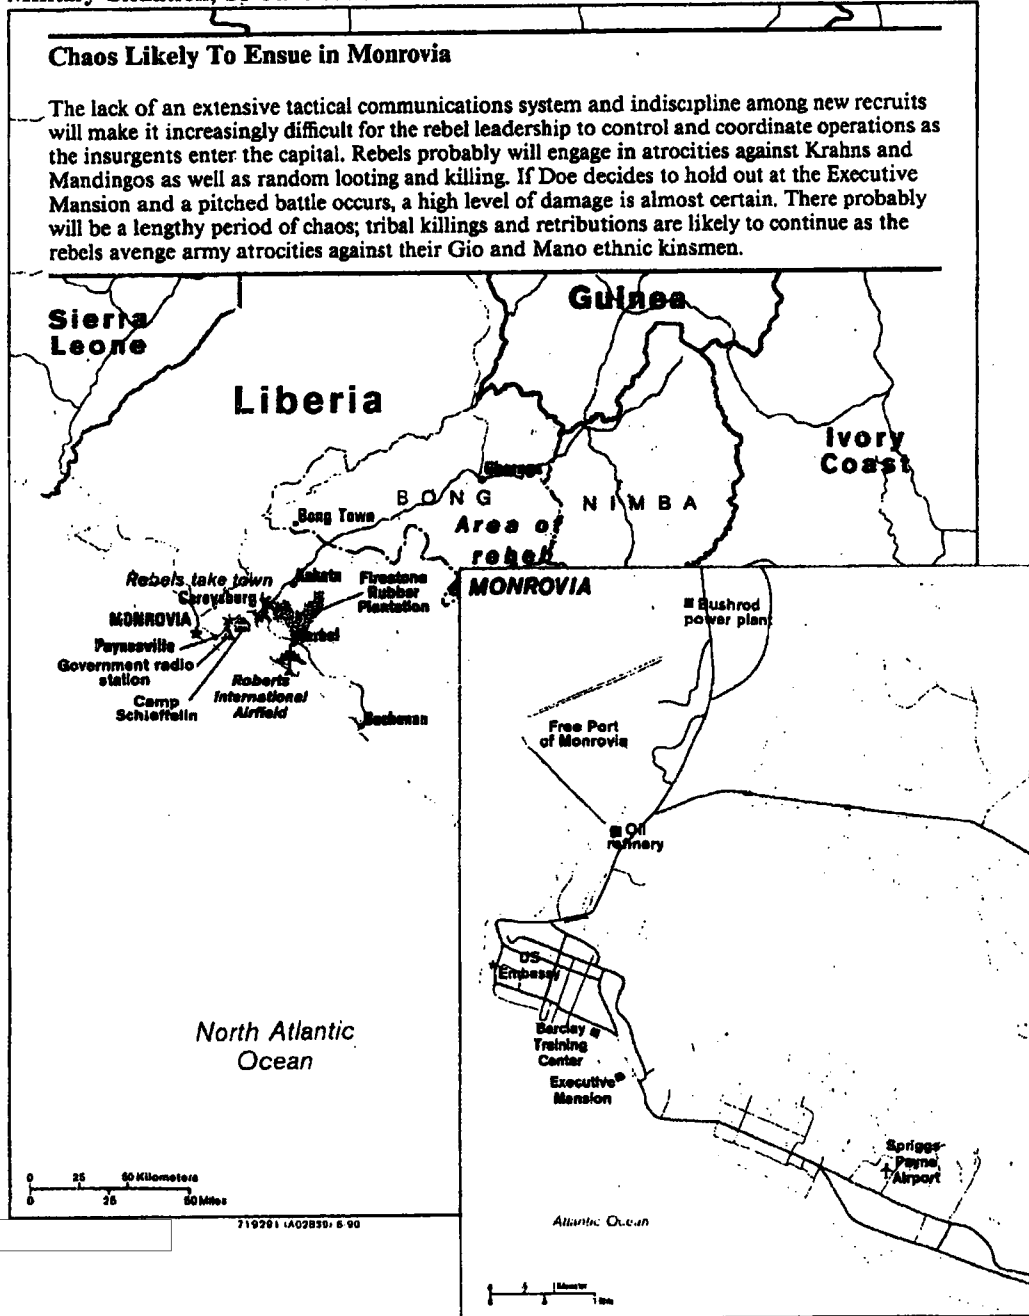 Chaos Likely To Ensue in Monrovia
The lack of an extensive tactical communications system and indiscipline among new recruits
will make it increasingly difficult for the rebel leadership to control and coordinate operations as
the insurgents enter the capital. Rebels probably will engage in atrocities against Krahns and
Mandingos as well as random looting and killing. If Doe decides to hold out at the Executive
Mansion and a pitched battle occurs, a high level of damage is almost certain. There probably
will be a lengthy period of chaos; tribal killings and retributions are likely to continue as the
rebels avenge army atrocities against their Gio and Mano ethnic kinsmen.
Guinea
Sierra
Leone
Liberia
Ivory
Coast
Gbarnga
BONG
NIMBA
Bong Town
Area of
rebel
Rebels take town
Kakata
Firestone
Rubber
Plantation
Careysburg
MONROVIA
Harbel
Paynesville
Government radio
station
Camp
Schieffelin
Roberts
International
Airfield
Buchanan
North Atlantic
Ocean
0 25 50 Kilometers
0 25 50 Miles
MONROVIA
Bushrod
power plant
Free Port
of Monrovia
Oil
refinery
US
Embassy
Barclay
Training
Center
Executive
Mansion
Spriggs-
Payne
Airport
Atlantic Ocean